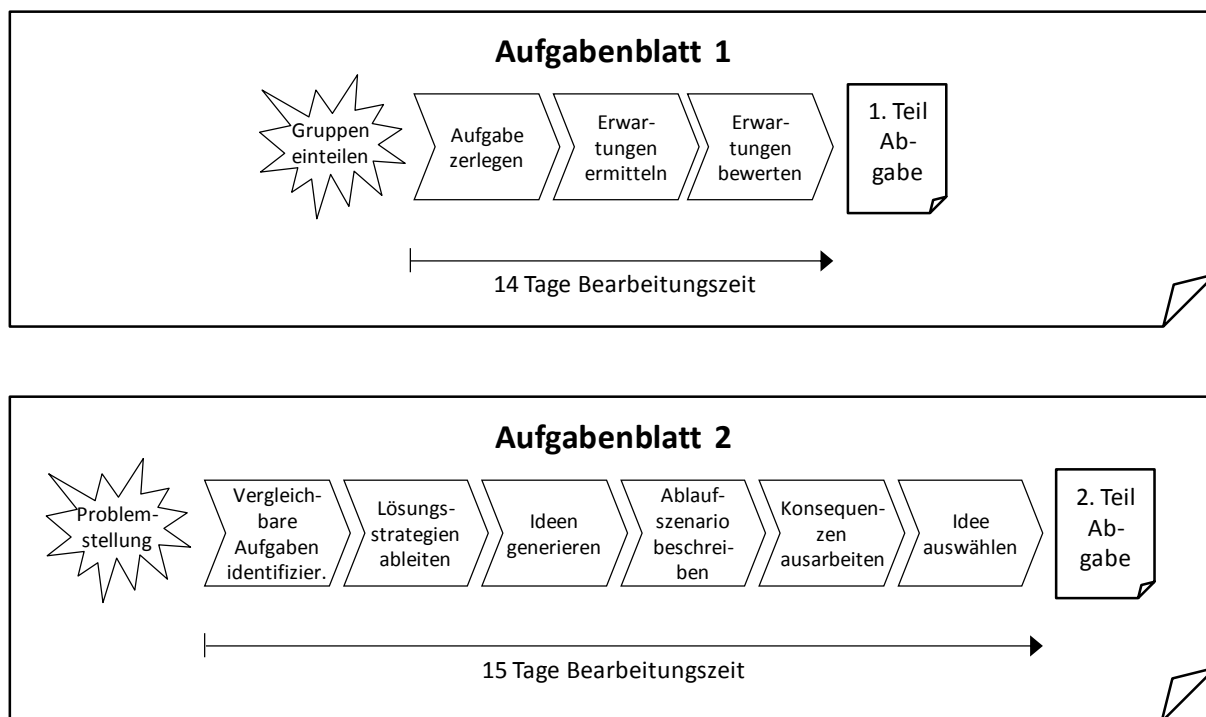 Aufgabenblatt 1
Gruppen
einteilen
Aufgabe
zerlegen
Erwar-
tungen
ermitteln
Erwar-
tungen
bewerten
1. Teil
Ab-
gabe
14 Tage Bearbeitungszeit
Aufgabenblatt 2
Problem-
stellung
Vergleich-
bare
Aufgaben
identifizier.
Lösungs-
strategien
ableiten
Ideen
generieren
Ablauf-
szenario
beschrei-
ben
Konsequen-
zen
ausarbeiten
Idee
auswählen
2. Teil
Ab-
gabe
15 Tage Bearbeitungszeit